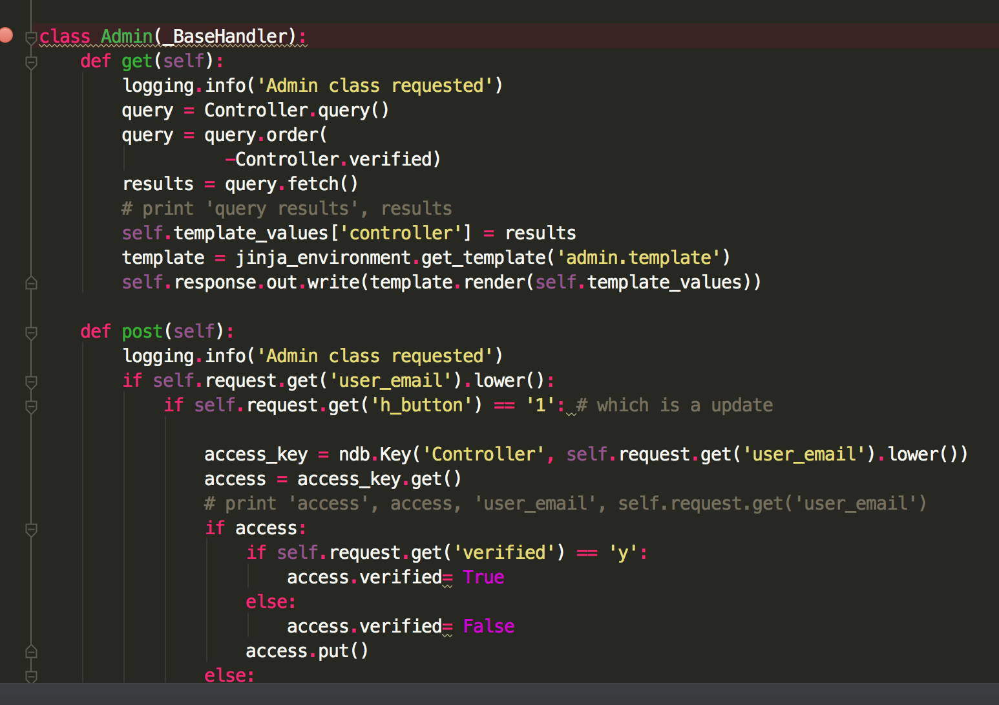 class Admin(_BaseHandler):
    def get(self):
        logging.info('Admin class requested')
        query = Controller.query()
        query = query.order(
                  -Controller.verified)
        results = query.fetch()
        # print 'query results', results
        self.template_values['controller'] = results
        template = jinja_environment.get_template('admin.template')
        self.response.out.write(template.render(self.template_values))

    def post(self):
        logging.info('Admin class requested')
        if self.request.get('user_email').lower():
            if self.request.get('h_button') == '1': # which is a update

                access_key = ndb.Key('Controller', self.request.get('user_email').lower())
                access = access_key.get()
                # print 'access', access, 'user_email', self.request.get('user_email')
                if access:
                    if self.request.get('verified') == 'y':
                        access.verified= True
                    else:
                        access.verified= False
                    access.put()
                else: